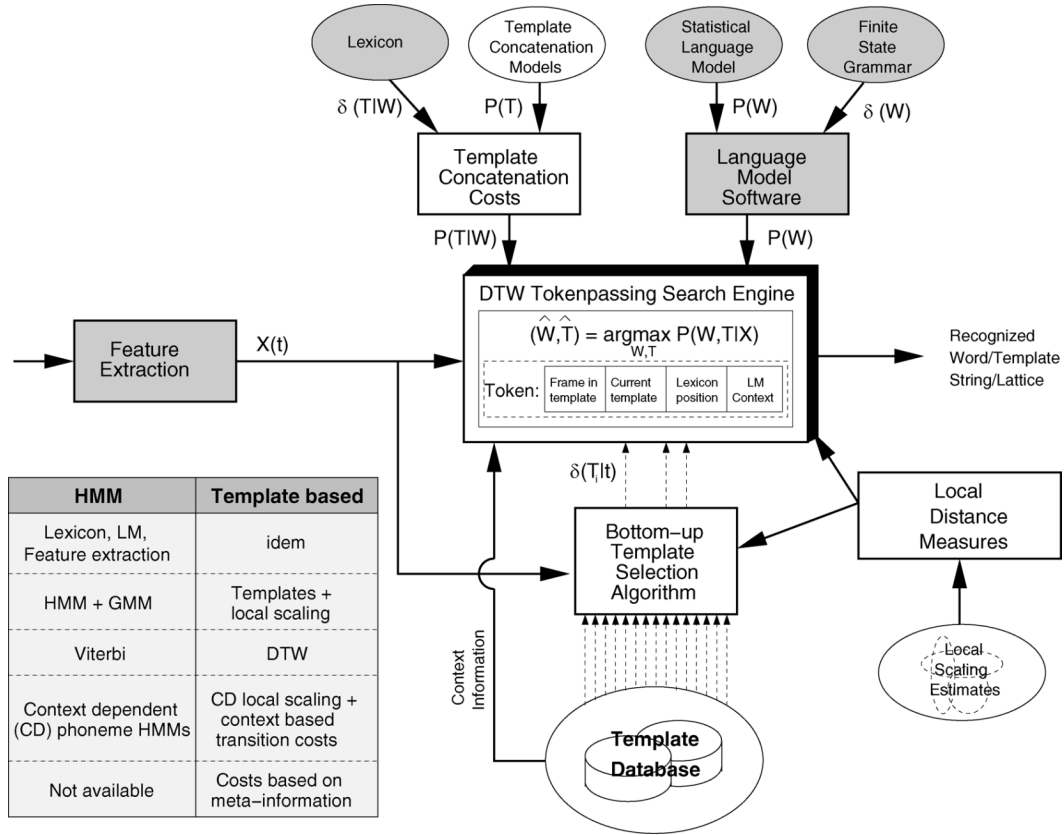 Lexicon
Template
Concatenation
Models
Statistical
Language
Model
Finite
State
Grammar
δ (T|W)
P(T)
P(W)
δ (W)
Template
Concatenation
Costs
Language
Model
Software
P(T|W)
P(W)
DTW Tokenpassing Search Engine
(Ŵ,T̂) = argmax P(W,T|X)
W,T
Token:
Frame in
template
Current
template
Lexicon
position
LM
Context
Feature
Extraction
X(t)
Recognized
Word/Template
String/Lattice
δ(Tᵢ|t)
Bottom−up
Template
Selection
Algorithm
Local
Distance
Measures
Local
Scaling
Estimates
Context
Information
Template
Database
HMM Template based
Lexicon, LM,
Feature extraction
idem
HMM + GMM
Templates +
local scaling
Viterbi
DTW
Context dependent
(CD) phoneme HMMs
CD local scaling +
context based
transition costs
Not available
Costs based on
meta−information